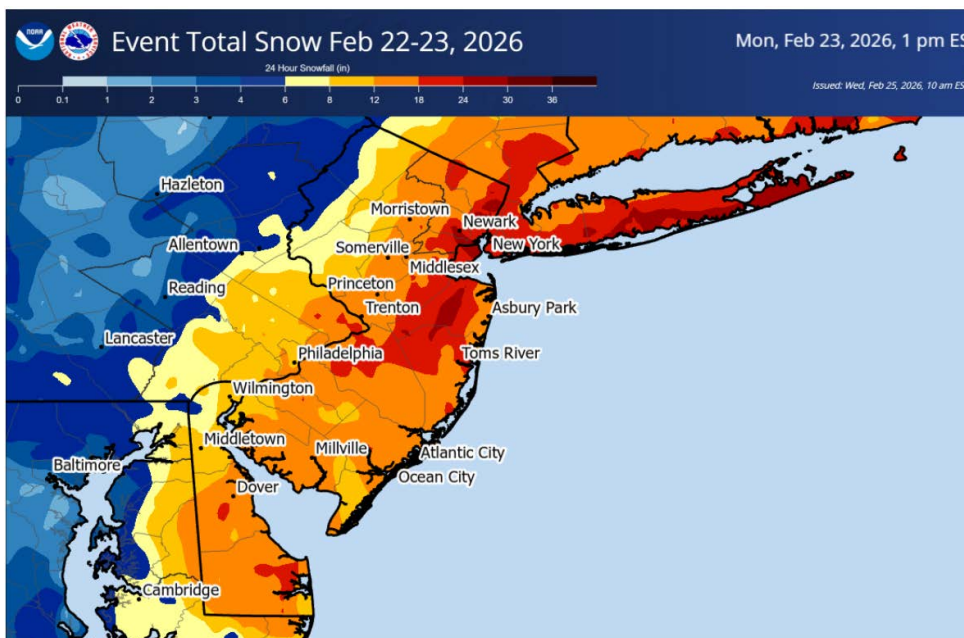 NOAA
Event Total Snow Feb 22-23, 2026
Mon, Feb 23, 2026, 1 pm ES
24 Hour Snowfall (in)
0 0.1 1 2 3 4 6 8 12 18 24 30 36
Issued: Wed, Feb 25, 2026, 10 am ES
Hazleton
Morristown
Newark
Allentown
Somerville
New York
Middlesex
Princeton
Reading
Trenton
Asbury Park
Lancaster
Philadelphia
Toms River
Wilmington
Middletown
Millville
Atlantic City
Baltimore
Ocean City
Dover
Cambridge